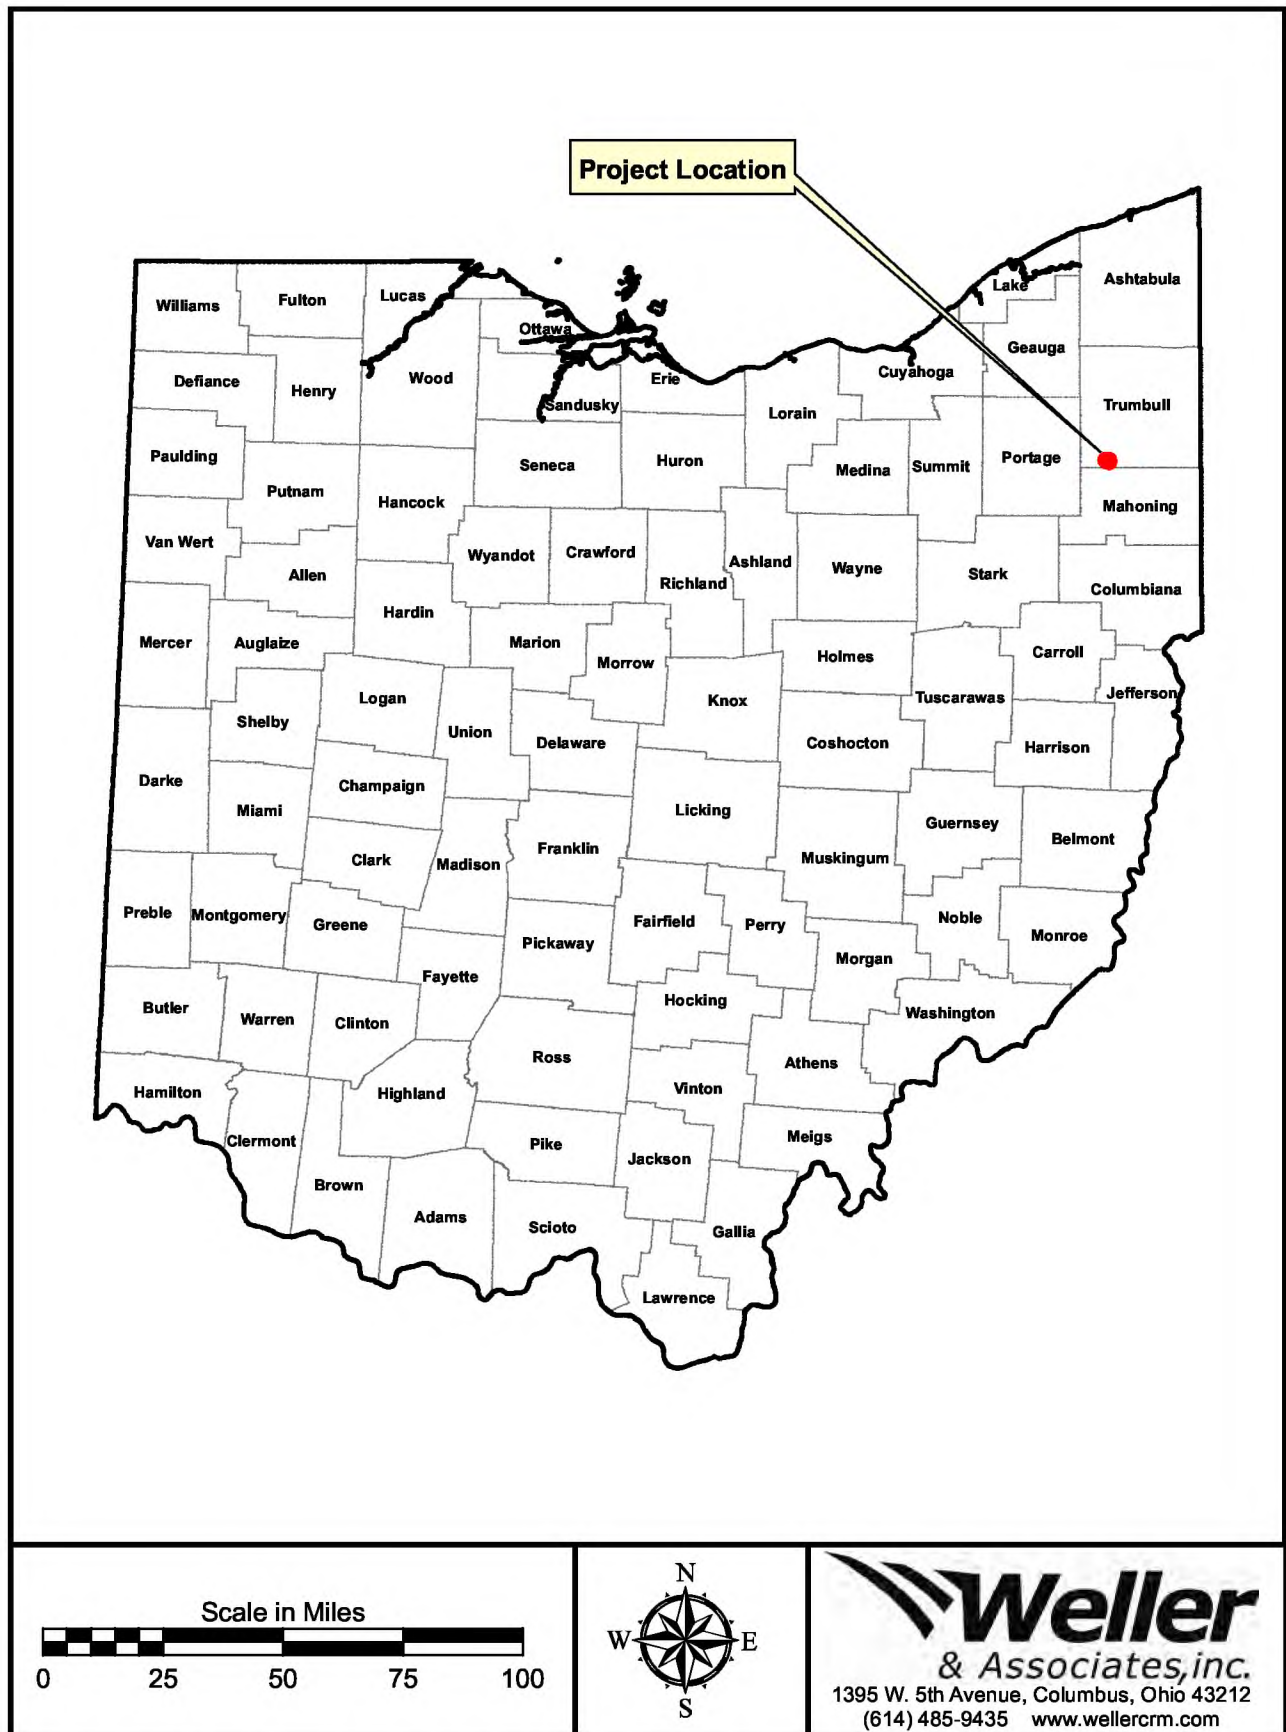 Project Location
Ashtabula
Lake
Williams
Fulton
Lucas
Ottawa
Geauga
Defiance
Henry
Wood
Erie
Cuyahoga
Sandusky
Lorain
Trumbull
Paulding
Putnam
Hancock
Seneca
Huron
Medina
Summit
Portage
Mahoning
Van Wert
Allen
Wyandot
Crawford
Richland
Ashland
Wayne
Stark
Columbiana
Mercer
Auglaize
Hardin
Marion
Morrow
Holmes
Carroll
Tuscarawas
Jefferson
Logan
Knox
Shelby
Union
Delaware
Coshocton
Harrison
Darke
Champaign
Miami
Licking
Guernsey
Belmont
Clark
Madison
Franklin
Muskingum
Preble
Montgomery
Greene
Fairfield
Perry
Noble
Monroe
Pickaway
Morgan
Fayette
Hocking
Butler
Warren
Clinton
Washington
Ross
Athens
Hamilton
Highland
Vinton
Clermont
Pike
Jackson
Meigs
Brown
Adams
Scioto
Gallia
Lawrence
Scale in Miles
0 25 50 75 100
N
W E
S
Weller
& Associates, inc.
1395 W. 5th Avenue, Columbus, Ohio 43212
(614) 485-9435 www.wellercrm.com